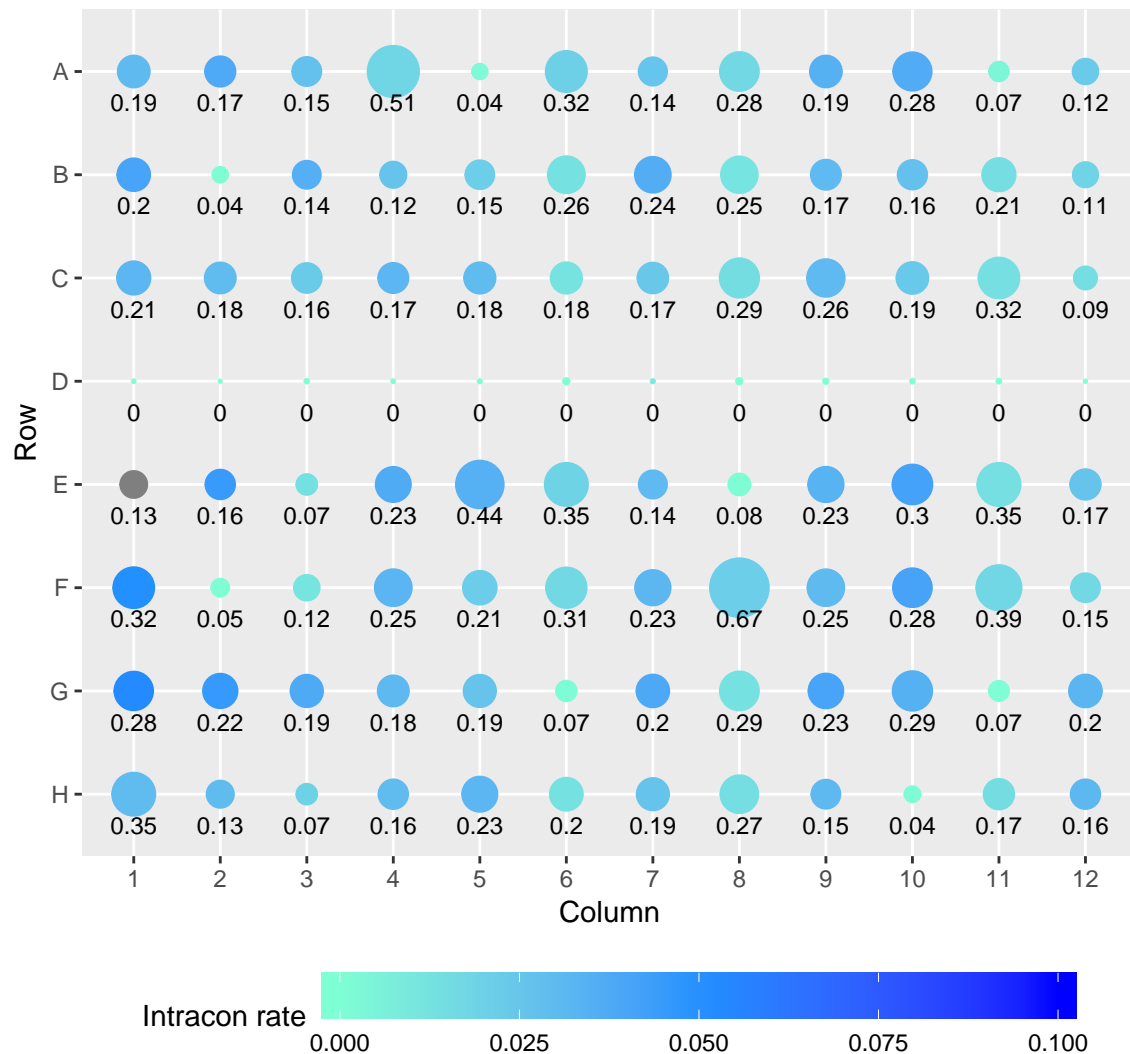 A
0.19 0.17 0.15 0.51 0.04 0.32 0.14 0.28 0.19 0.28 0.07 0.12
B
0.2 0.04 0.14 0.12 0.15 0.26 0.24 0.25 0.17 0.16 0.21 0.11
C
0.21 0.18 0.16 0.17 0.18 0.18 0.17 0.29 0.26 0.19 0.32 0.09
D
0 0 0 0 0 0 0 0 0 0 0 0
Row
E
0.13 0.16 0.07 0.23 0.44 0.35 0.14 0.08 0.23 0.3 0.35 0.17
F
0.32 0.05 0.12 0.25 0.21 0.31 0.23 0.67 0.25 0.28 0.39 0.15
G
0.28 0.22 0.19 0.18 0.19 0.07 0.2 0.29 0.23 0.29 0.07 0.2
H
0.35 0.13 0.07 0.16 0.23 0.2 0.19 0.27 0.15 0.04 0.17 0.16
1 2 3 4 5 6 7 8 9 10 11 12
Column
Intracon rate
0.000 0.025 0.050 0.075 0.100